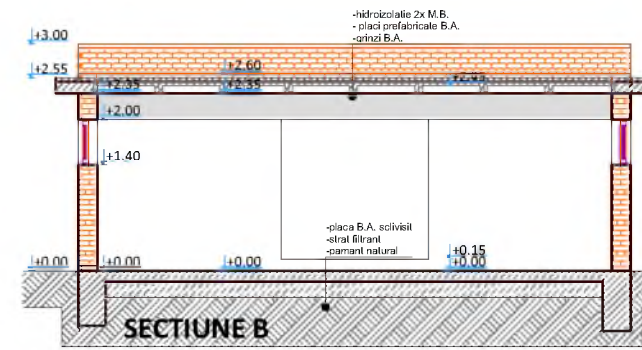 -hidroizolatie 2x M.B.
- placi prefabricate B.A.
-grinzi B.A.
+3.00
+2.55
+2.60
+2.35
+2.35
+2.00
+1.40
-placa B.A. sclivisit
-strat filtrant
-pamant natural
+0.15
+0.00
+0.00
+0.00
+0.00
SECTIUNE B